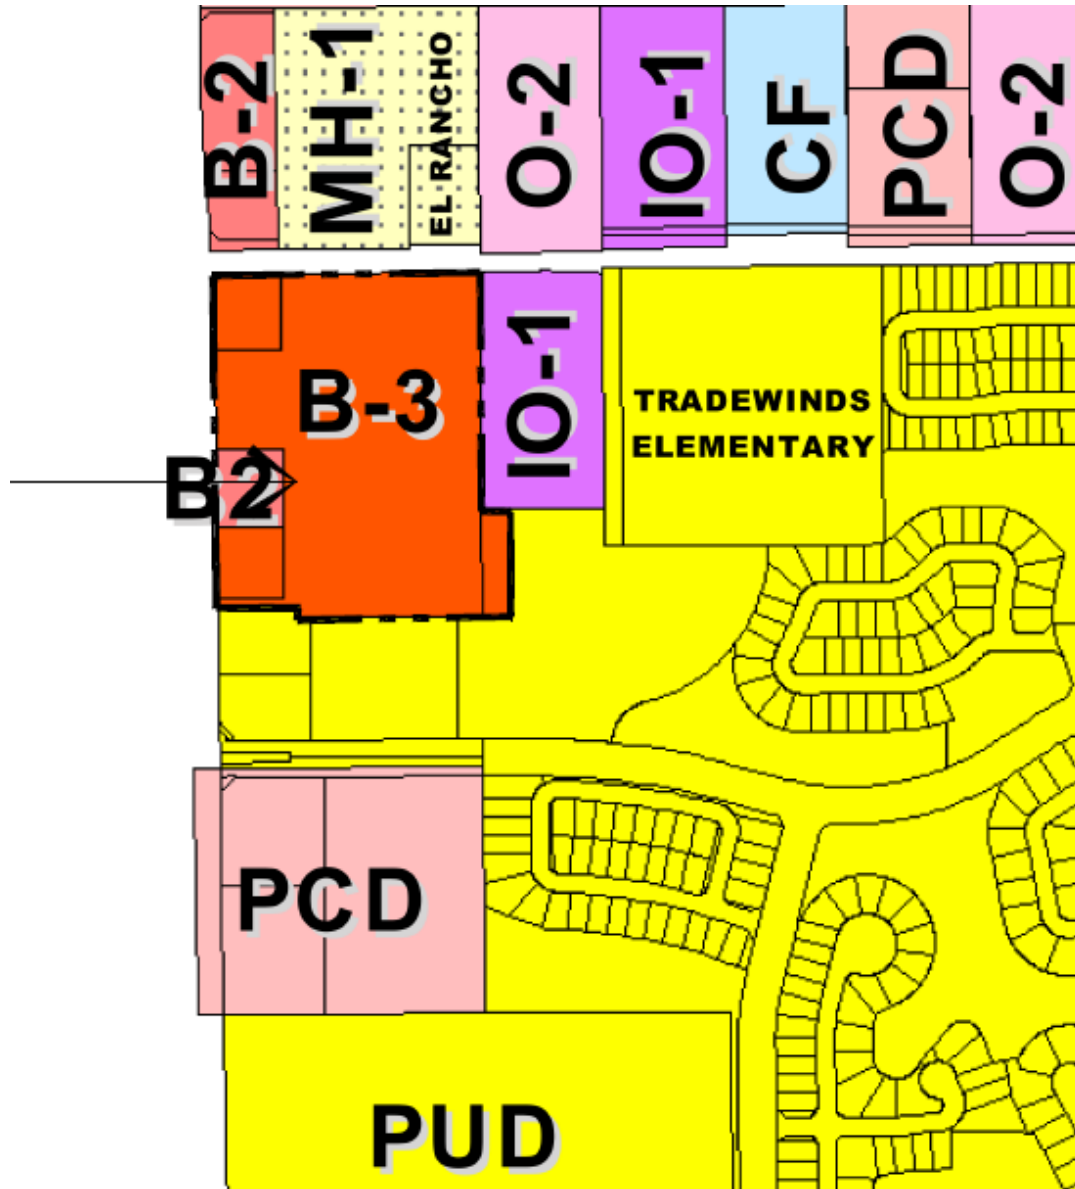 B-2
MH-1
EL RANCHO
O-2
IO-1
CF
PCD
O-2
B-3
IO-1
TRADEWINDS
ELEMENTARY
B2
PCD
PUD